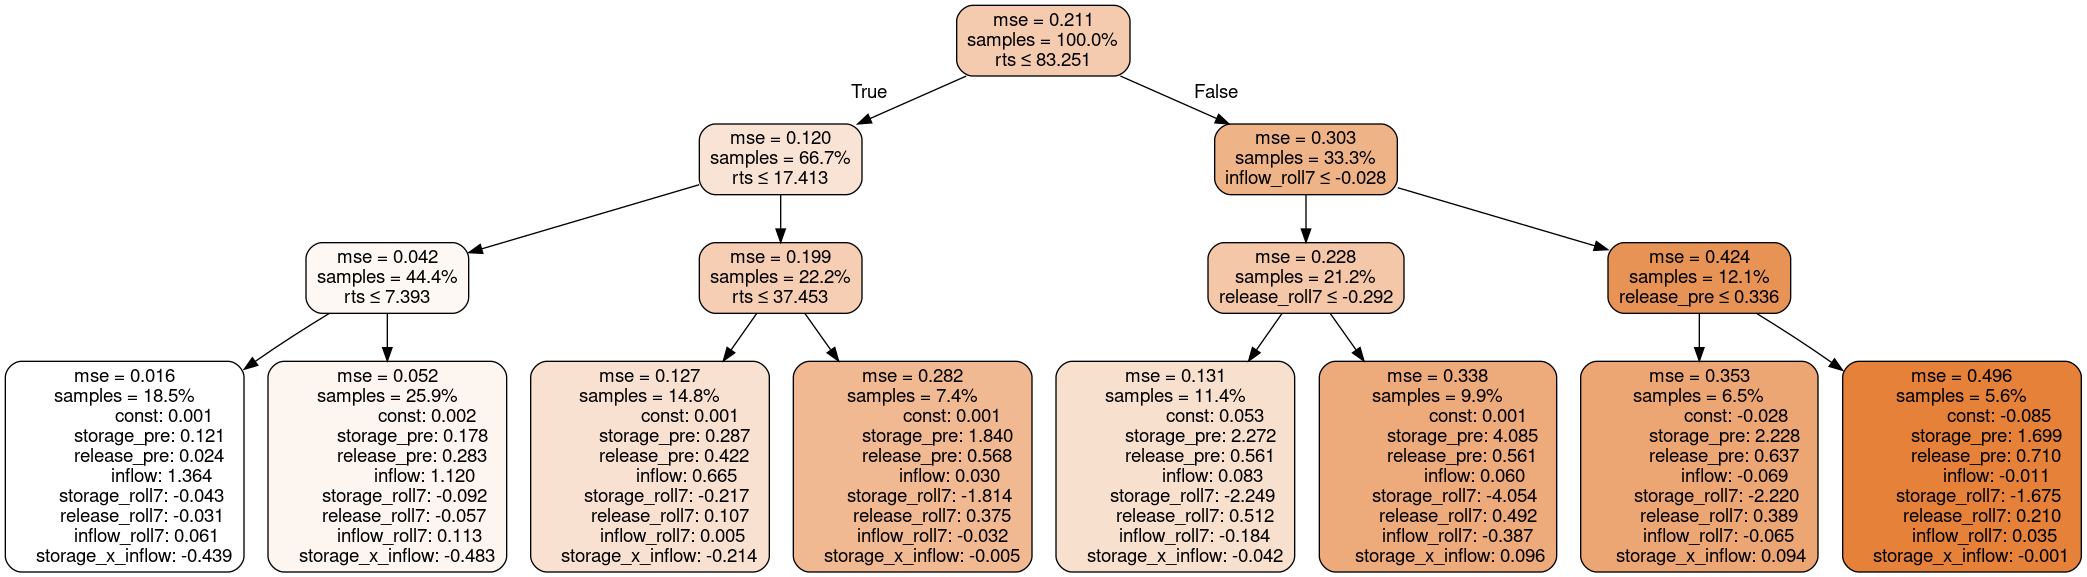 mse = 0.211
samples = 100.0%
rts ≤ 83.251
True
False
mse = 0.120
samples = 66.7%
rts ≤ 17.413
mse = 0.303
samples = 33.3%
inflow_roll7 ≤ -0.028
mse = 0.042
samples = 44.4%
rts ≤ 7.393
mse = 0.199
samples = 22.2%
rts ≤ 37.453
mse = 0.228
samples = 21.2%
release_roll7 ≤ -0.292
mse = 0.424
samples = 12.1%
release_pre ≤ 0.336
mse = 0.016
samples = 18.5%
const: 0.001
storage_pre: 0.121
release_pre: 0.024
inflow: 1.364
storage_roll7: -0.043
release_roll7: -0.031
inflow_roll7: 0.061
storage_x_inflow: -0.439
mse = 0.052
samples = 25.9%
const: 0.002
storage_pre: 0.178
release_pre: 0.283
inflow: 1.120
storage_roll7: -0.092
release_roll7: -0.057
inflow_roll7: 0.113
storage_x_inflow: -0.483
mse = 0.127
samples = 14.8%
const: 0.001
storage_pre: 0.287
release_pre: 0.422
inflow: 0.665
storage_roll7: -0.217
release_roll7: 0.107
inflow_roll7: 0.005
storage_x_inflow: -0.214
mse = 0.282
samples = 7.4%
const: 0.001
storage_pre: 1.840
release_pre: 0.568
inflow: 0.030
storage_roll7: -1.814
release_roll7: 0.375
inflow_roll7: -0.032
storage_x_inflow: -0.005
mse = 0.131
samples = 11.4%
const: 0.053
storage_pre: 2.272
release_pre: 0.561
inflow: 0.083
storage_roll7: -2.249
release_roll7: 0.512
inflow_roll7: -0.184
storage_x_inflow: -0.042
mse = 0.338
samples = 9.9%
const: 0.001
storage_pre: 4.085
release_pre: 0.561
inflow: 0.060
storage_roll7: -4.054
release_roll7: 0.492
inflow_roll7: -0.387
storage_x_inflow: 0.096
mse = 0.353
samples = 6.5%
const: -0.028
storage_pre: 2.228
release_pre: 0.637
inflow: -0.069
storage_roll7: -2.220
release_roll7: 0.389
inflow_roll7: -0.065
storage_x_inflow: 0.094
mse = 0.496
samples = 5.6%
const: -0.085
storage_pre: 1.699
release_pre: 0.710
inflow: -0.011
storage_roll7: -1.675
release_roll7: 0.210
inflow_roll7: 0.035
storage_x_inflow: -0.001